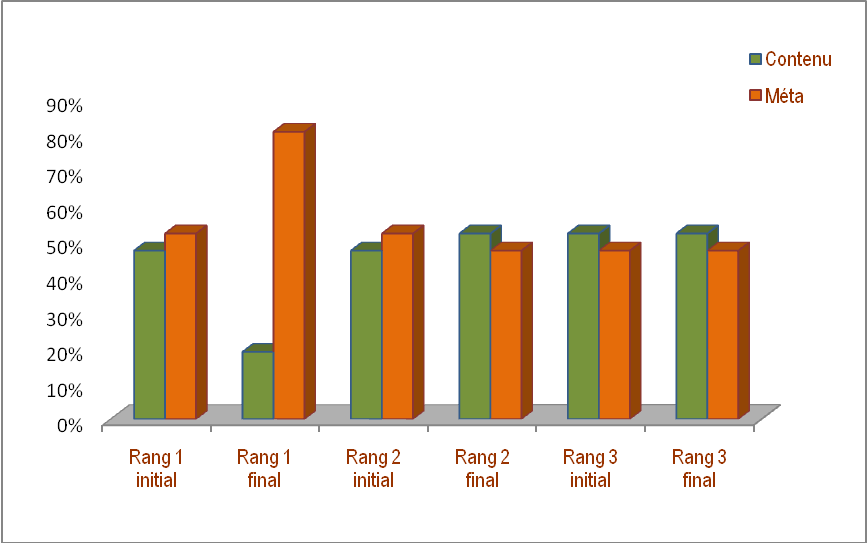 Contenu
Méta
90%
80%
70%
60%
50%
40%
30%
20%
10%
0%
Rang 1 initial
Rang 1 final
Rang 2 initial
Rang 2 final
Rang 3 initial
Rang 3 final